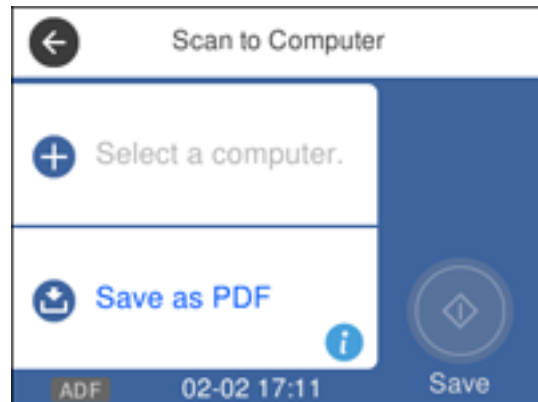 Scan to Computer
Select a computer.
Save as PDF
i
ADF 02-02 17:11 Save